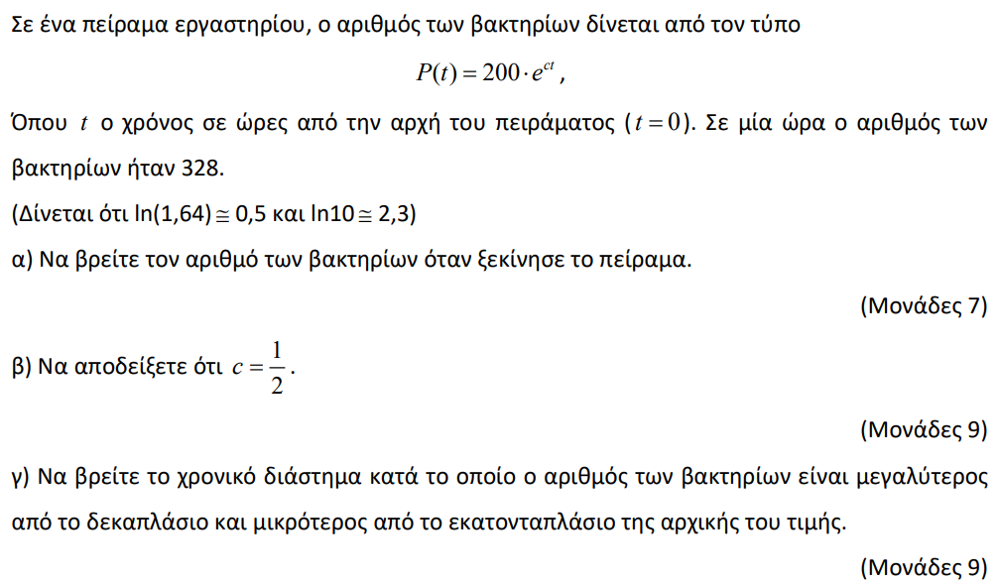 Σε ένα πείραμα εργαστηρίου, ο αριθμός των βακτηρίων δίνεται από τον τύπο
P(t) = 200 · e^{ct} ,
Όπου t ο χρόνος σε ώρες από την αρχή του πειράματος (t = 0). Σε μία ώρα ο αριθμός των
βακτηρίων ήταν 328.
(Δίνεται ότι ln(1,64) ≅ 0,5 και ln10 ≅ 2,3)
α) Να βρείτε τον αριθμό των βακτηρίων όταν ξεκίνησε το πείραμα.
(Μονάδες 7)
β) Να αποδείξετε ότι c = \frac{1}{2} .
(Μονάδες 9)
γ) Να βρείτε το χρονικό διάστημα κατά το οποίο ο αριθμός των βακτηρίων είναι μεγαλύτερος
από το δεκαπλάσιο και μικρότερος από το εκατονταπλάσιο της αρχικής του τιμής.
(Μονάδες 9)